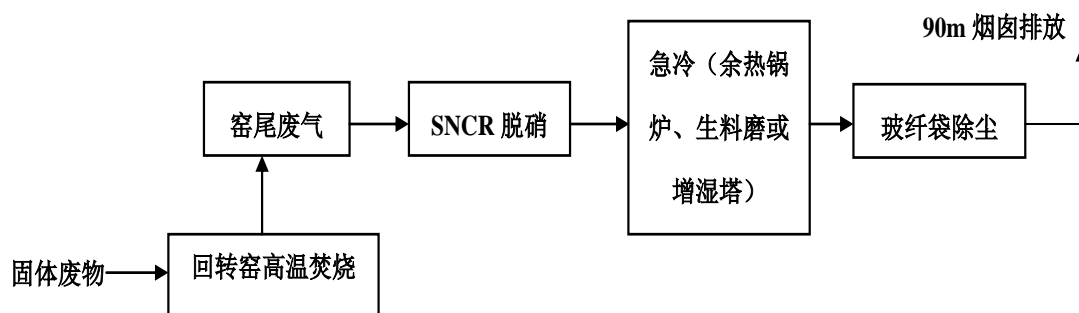 90m 烟囱排放
急冷（余热锅
炉、生料磨或
增湿塔）
窑尾废气
SNCR 脱硝
玻纤袋除尘
固体废物
回转窑高温焚烧